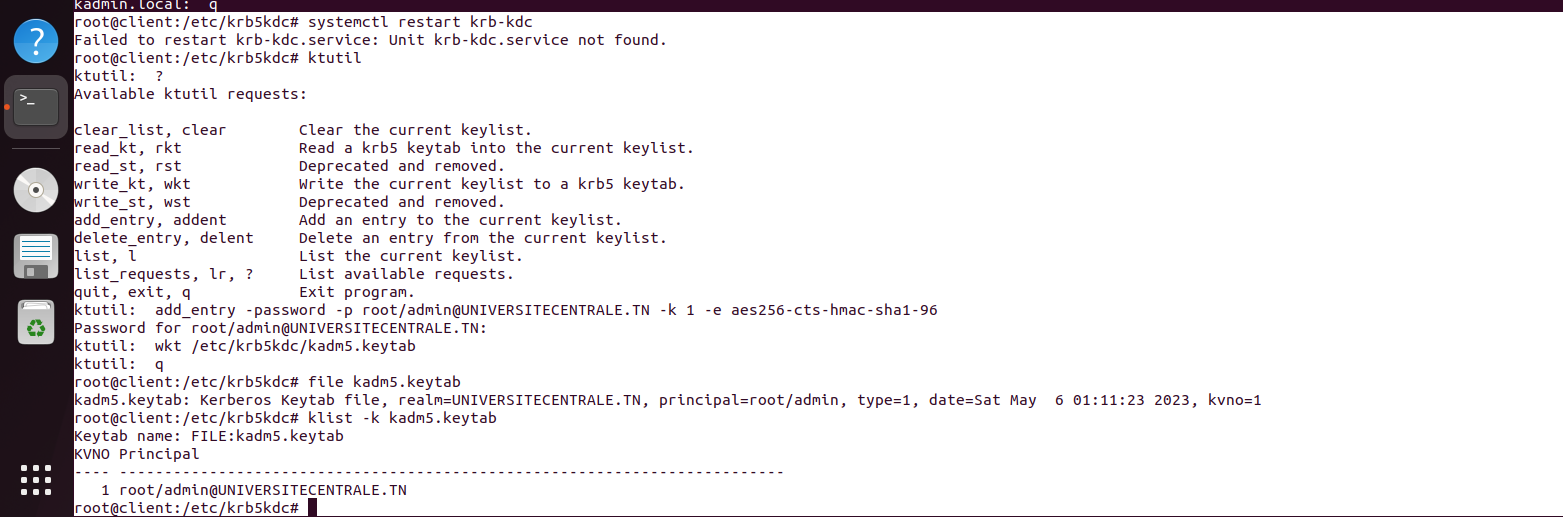 kadmin.local:  q
root@client:/etc/krb5kdc# systemctl restart krb-kdc
Failed to restart krb-kdc.service: Unit krb-kdc.service not found.
root@client:/etc/krb5kdc# ktutil
ktutil:  ?
Available ktutil requests:

clear_list, clear        Clear the current keylist.
read_kt, rkt             Read a krb5 keytab into the current keylist.
read_st, rst             Deprecated and removed.
write_kt, wkt            Write the current keylist to a krb5 keytab.
write_st, wst            Deprecated and removed.
add_entry, addent        Add an entry to the current keylist.
delete_entry, delent     Delete an entry from the current keylist.
list, l                  List the current keylist.
list_requests, lr, ?     List available requests.
quit, exit, q            Exit program.
ktutil:  add_entry -password -p root/admin@UNIVERSITECENTRALE.TN -k 1 -e aes256-cts-hmac-sha1-96
Password for root/admin@UNIVERSITECENTRALE.TN:
ktutil:  wkt /etc/krb5kdc/kadm5.keytab
ktutil:  q
root@client:/etc/krb5kdc# file kadm5.keytab
kadm5.keytab: Kerberos Keytab file, realm=UNIVERSITECENTRALE.TN, principal=root/admin, type=1, date=Sat May  6 01:11:23 2023, kvno=1
root@client:/etc/krb5kdc# klist -k kadm5.keytab
Keytab name: FILE:kadm5.keytab
KVNO Principal
---- --------------------------------------------------------------------------
   1 root/admin@UNIVERSITECENTRALE.TN
root@client:/etc/krb5kdc#